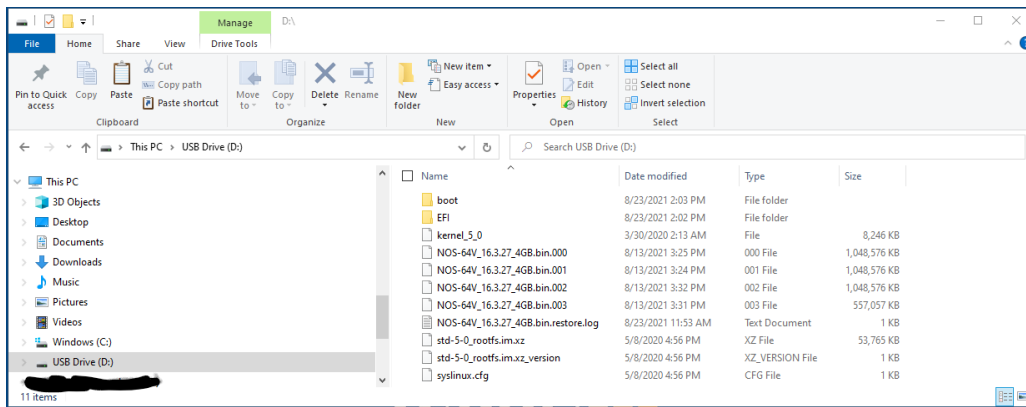 Manage D:\
File Home Share View Drive Tools
Pin to Quick access
Copy
Paste
Cut
Copy path
Paste shortcut
Move to
Copy to
Delete
Rename
New folder
New item
Easy access
Properties
Open
Edit
History
Select all
Select none
Invert selection
Clipboard Organize New Open Select
This PC > USB Drive (D:)
Search USB Drive (D:)
This PC
3D Objects
Desktop
Documents
Downloads
Music
Pictures
Videos
Windows (C:)
USB Drive (D:)
Name Date modified Type Size
boot 8/23/2021 2:03 PM File folder
EFI 8/23/2021 2:02 PM File folder
kernel_5_0 3/30/2020 2:13 AM File 8,246 KB
NOS-64V_16.3.27_4GB.bin.000 8/13/2021 3:25 PM 000 File 1,048,576 KB
NOS-64V_16.3.27_4GB.bin.001 8/13/2021 3:24 PM 001 File 1,048,576 KB
NOS-64V_16.3.27_4GB.bin.002 8/13/2021 3:32 PM 002 File 1,048,576 KB
NOS-64V_16.3.27_4GB.bin.003 8/13/2021 3:31 PM 003 File 557,057 KB
NOS-64V_16.3.27_4GB.bin.restore.log 8/23/2021 11:53 AM Text Document 1 KB
std-5-0_rootfs.im.xz 5/8/2020 4:56 PM XZ File 53,765 KB
std-5-0_rootfs.im.xz_version 5/8/2020 4:56 PM XZ_VERSION File 1 KB
syslinux.cfg 5/8/2020 4:56 PM CFG File 1 KB
11 items